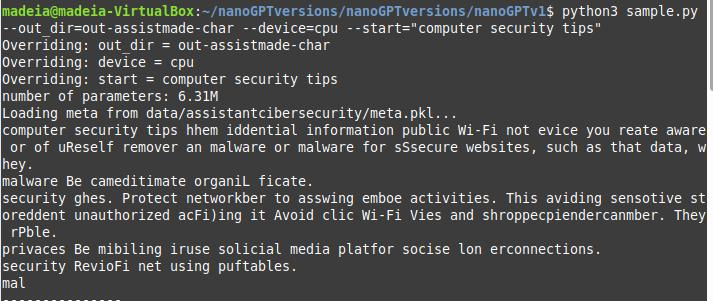 madeia@madeia-VirtualBox:~/nanoGPTversions/nanoGPTversions/nanoGPTv1$ python3 sample.py
--out_dir=out-assistmade-char --device=cpu --start="computer security tips"
Overriding: out_dir = out-assistmade-char
Overriding: device = cpu
Overriding: start = computer security tips
number of parameters: 6.31M
Loading meta from data/assistantcibersecurity/meta.pkl...
computer security tips hhem iddential information public Wi-Fi not evice you reate aware
or of uReself remover an malware or malware for sSsecure websites, such as that data, w
hey.
malware Be cameditimate organiL ficate.
security ghes. Protect networkber to asswing emboe activities. This aviding sensotive st
oreddent unauthorized acFi)ing it Avoid clic Wi-Fi Vies and shroppecpiendercanmber. They
rPble.
privaces Be mibiling iruse solicial media platfor socise lon erconnections.
security RevioFi net using puftables.
mal
---------------